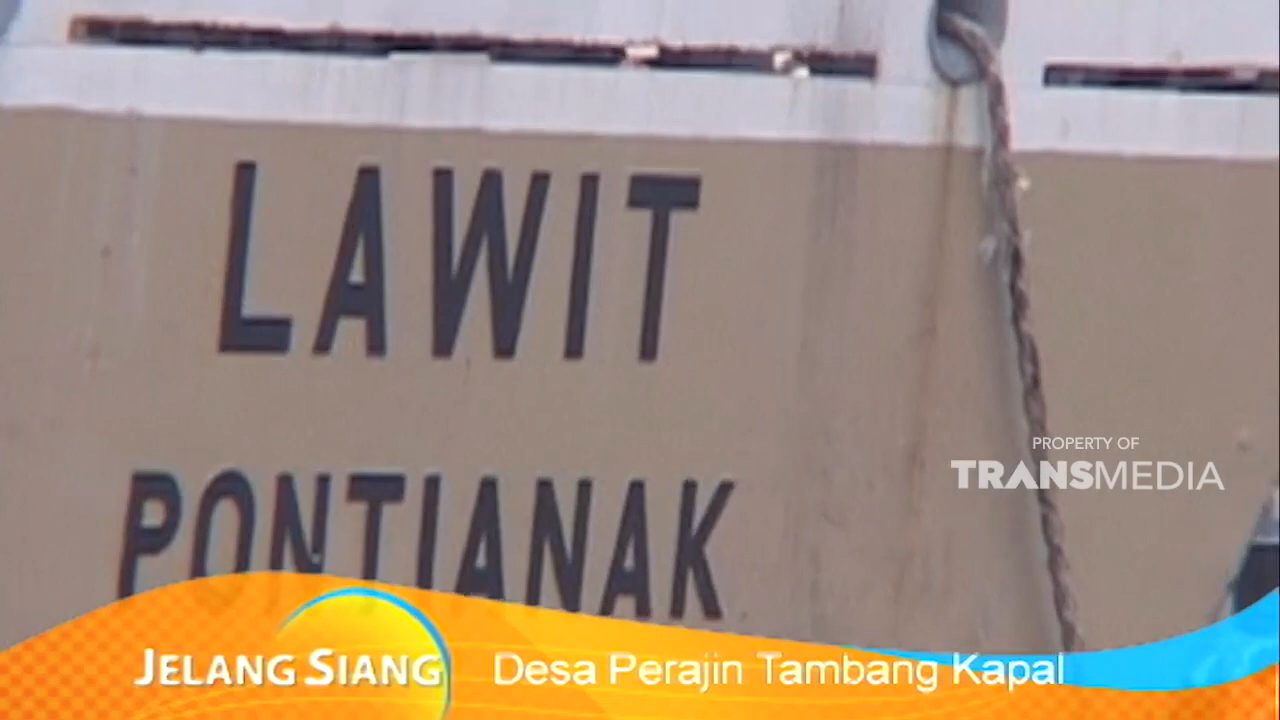 LAWIT
PONTIANAK
PROPERTY OF
TRANSMEDIA
JELANG SIANG
Desa Perajin Tambang Kapal